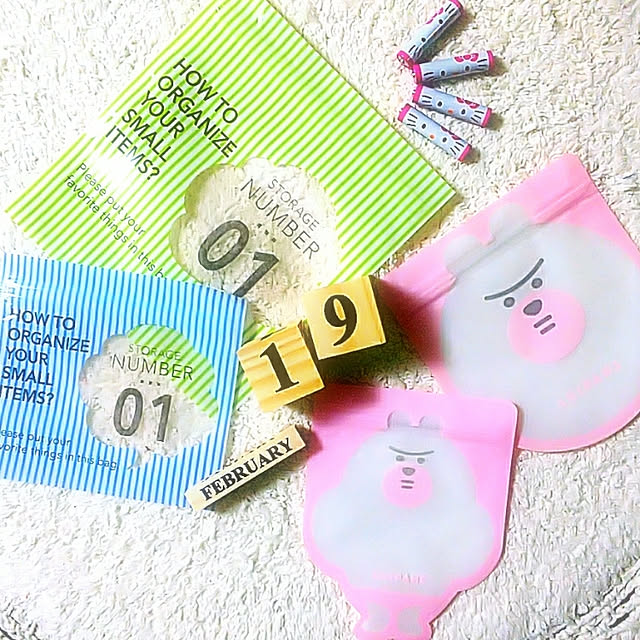 HOW TO
ORGANIZE
YOUR
SMALL
ITEMS?
Please put your
favorite things in this b
STORAGE
NUMBER
01
HOW TO
ORGANIZE
YOUR
SMALL
ITEMS?
ease put your
vorite things in this bag
STORAGE
NUMBER
01
1
9
FEBRUARY